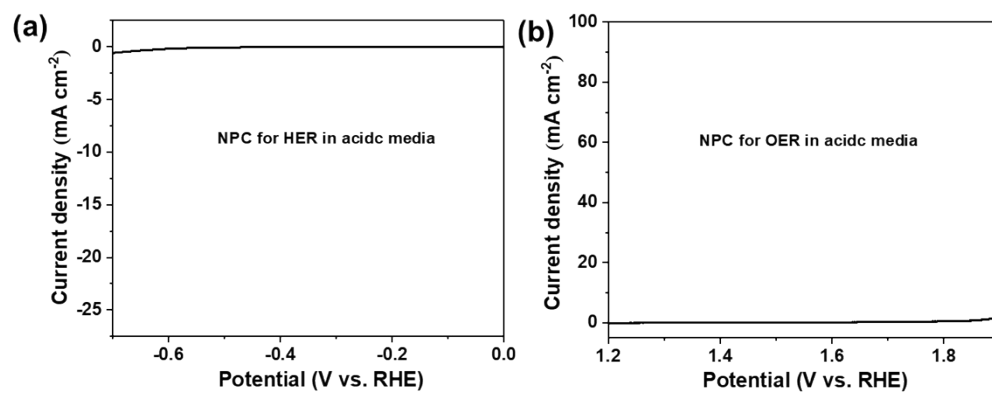 (a)
Current density (mA cm-2)
0
-5
-10
-15
-20
-25
NPC for HER in acidc media
-0.6
-0.4
-0.2
0.0
Potential (V vs. RHE)
(b)
Current density (mA cm-2)
100
80
60
40
20
0
NPC for OER in acidc media
1.2
1.4
1.6
1.8
Potential (V vs. RHE)